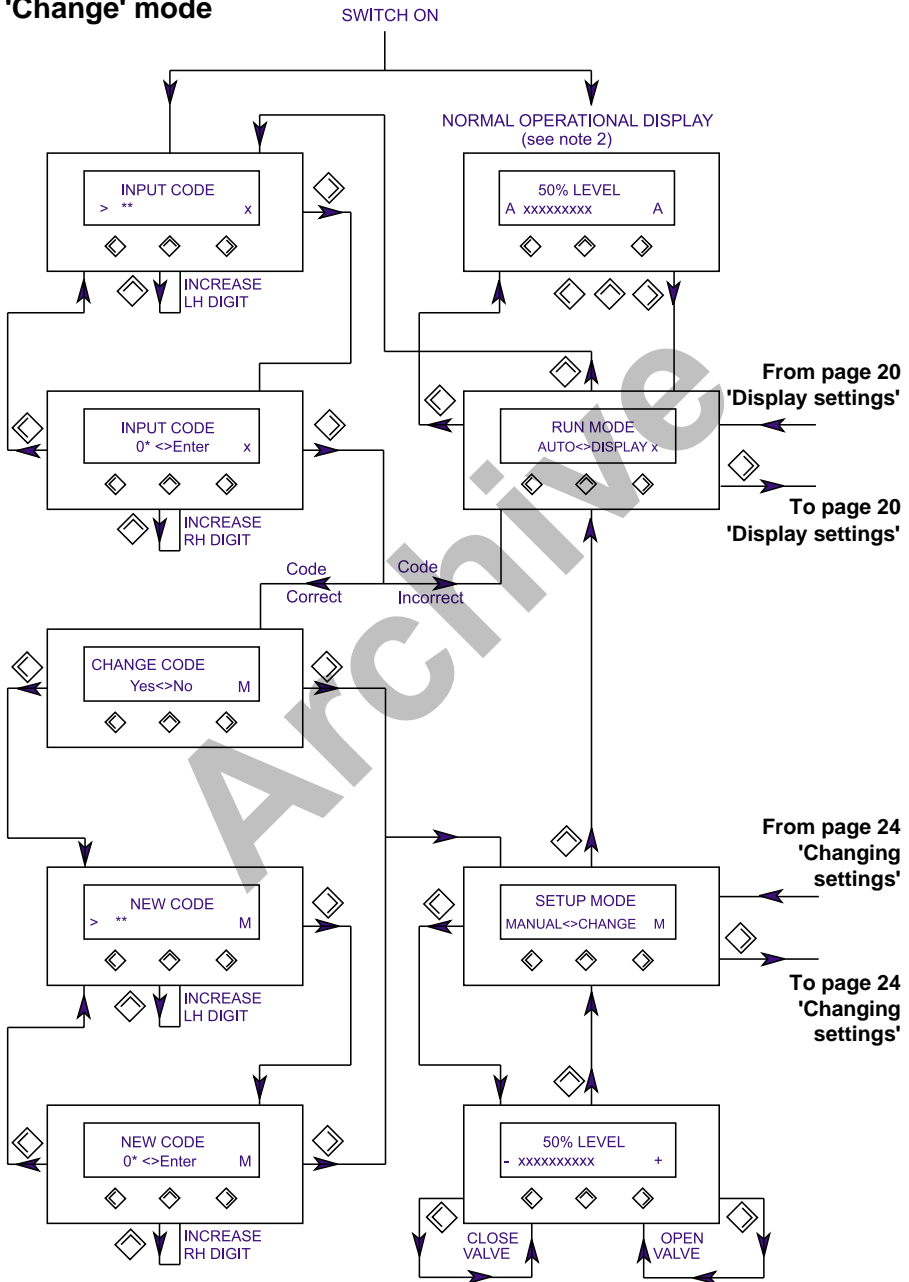 'Change' mode
SWITCH ON
NORMAL OPERATIONAL DISPLAY
(see note 2)
INPUT CODE
> ** x
INCREASE
LH DIGIT
50% LEVEL
A xxxxxxxxx A
INPUT CODE
0* <>Enter x
INCREASE
RH DIGIT
RUN MODE
AUTO<>DISPLAY x
From page 20
'Display settings'
To page 20
'Display settings'
Code
Correct
Code
Incorrect
CHANGE CODE
Yes<>No M
NEW CODE
> ** M
INCREASE
LH DIGIT
SETUP MODE
MANUAL<>CHANGE M
From page 24
'Changing
settings'
To page 24
'Changing
settings'
NEW CODE
0* <>Enter M
INCREASE
RH DIGIT
50% LEVEL
- xxxxxxxxxx +
CLOSE
VALVE
OPEN
VALVE
Archive